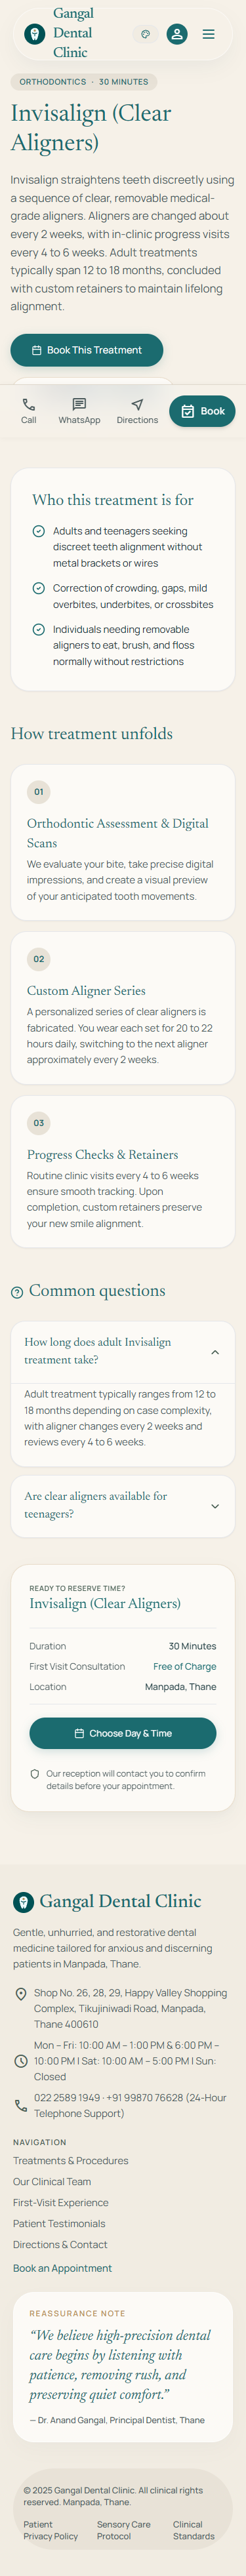 Gangal
Dental
Clinic
ORTHODONTICS · 30 MINUTES
Invisalign (Clear
Aligners)
Invisalign straightens teeth discreetly using
a sequence of clear, removable medical-
grade aligners. Aligners are changed about
every 2 weeks, with in-clinic progress visits
every 4 to 6 weeks. Adult treatments
typically span 12 to 18 months, concluded
with custom retainers to maintain lifelong
alignment.
Book This Treatment
Call
WhatsApp
Directions
Book
Who this treatment is for
Adults and teenagers seeking
discreet teeth alignment without
metal brackets or wires
Correction of crowding, gaps, mild
overbites, underbites, or crossbites
Individuals needing removable
aligners to eat, brush, and floss
normally without restrictions
How treatment unfolds
01
Orthodontic Assessment & Digital
Scans
We evaluate your bite, take precise digital
impressions, and create a visual preview
of your anticipated tooth movements.
02
Custom Aligner Series
A personalized series of clear aligners is
fabricated. You wear each set for 20 to 22
hours daily, switching to the next aligner
approximately every 2 weeks.
03
Progress Checks & Retainers
Routine clinic visits every 4 to 6 weeks
ensure smooth tracking. Upon
completion, custom retainers preserve
your new smile alignment.
Common questions
How long does adult Invisalign
treatment take?
Adult treatment typically ranges from 12 to
18 months depending on case complexity,
with aligner changes every 2 weeks and
reviews every 4 to 6 weeks.
Are clear aligners available for
teenagers?
READY TO RESERVE TIME?
Invisalign (Clear Aligners)
Duration 30 Minutes
First Visit Consultation Free of Charge
Location Manpada, Thane
Choose Day & Time
Our reception will contact you to confirm
details before your appointment.
Gangal Dental Clinic
Gentle, unhurried, and restorative dental
medicine tailored for anxious and discerning
patients in Manpada, Thane.
Shop No. 26, 28, 29, Happy Valley Shopping
Complex, Tikujiniwadi Road, Manpada,
Thane 400610
Mon – Fri: 10:00 AM – 1:00 PM & 6:00 PM –
10:00 PM | Sat: 10:00 AM – 5:00 PM | Sun:
Closed
022 2589 1949 · +91 99870 76628 (24-Hour
Telephone Support)
NAVIGATION
Treatments & Procedures
Our Clinical Team
First-Visit Experience
Patient Testimonials
Directions & Contact
Book an Appointment
REASSURANCE NOTE
“We believe high-precision dental
care begins by listening with
patience, removing rush, and
preserving quiet comfort.”
— Dr. Anand Gangal, Principal Dentist, Thane
© 2025 Gangal Dental Clinic. All clinical rights
reserved. Manpada, Thane.
Patient Sensory Care Clinical
Privacy Policy Protocol Standards